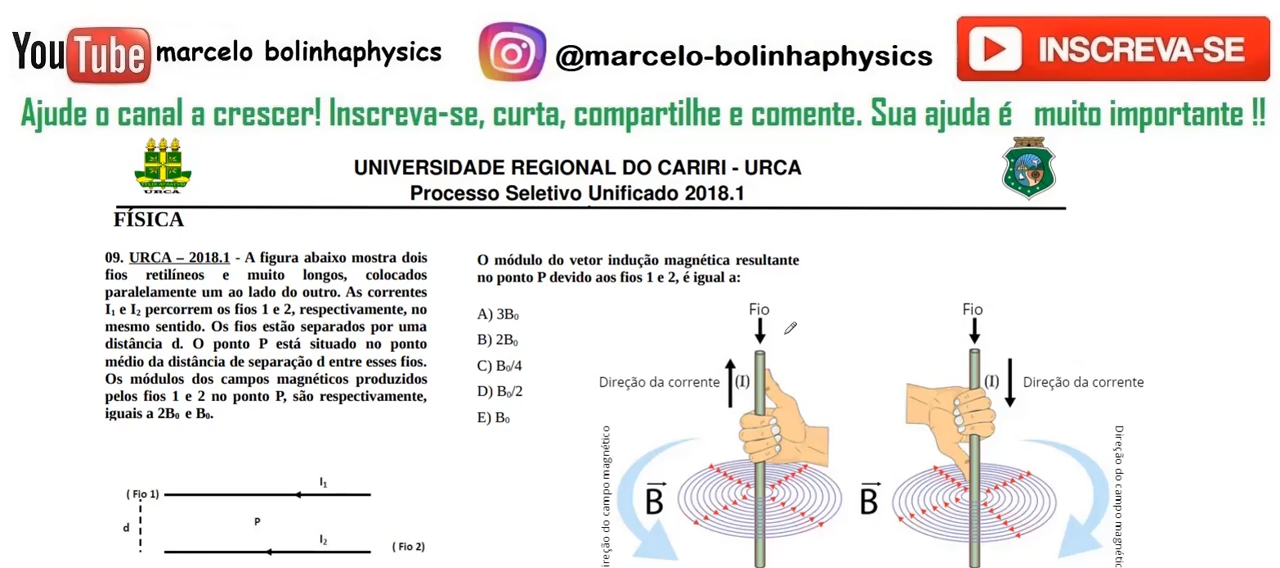 YouTube marcelo bolinhaphysics @marcelo-bolinhaphysics INSCREVA-SE
Ajude o canal a crescer! Inscreva-se, curta, compartilhe e comente. Sua ajuda é muito importante !!
URCA
UNIVERSIDADE REGIONAL DO CARIRI - URCA
Processo Seletivo Unificado 2018.1
FÍSICA
09. URCA – 2018.1 - A figura abaixo mostra dois
fios retilíneos e muito longos, colocados
paralelamente um ao lado do outro. As correntes
I₁ e I₂ percorrem os fios 1 e 2, respectivamente, no
mesmo sentido. Os fios estão separados por uma
distância d. O ponto P está situado no ponto
médio da distância de separação d entre esses fios.
Os módulos dos campos magnéticos produzidos
pelos fios 1 e 2 no ponto P, são respectivamente,
iguais a 2B₀ e B₀.
( Fio 1)
I₁
d
P
I₂
( Fio 2)
O módulo do vetor indução magnética resultante
no ponto P devido aos fios 1 e 2, é igual a:
A) 3B₀
B) 2B₀
C) B₀/4
D) B₀/2
E) B₀
Fio
Direção da corrente (I)
B
ireção do campo magnético
Fio
(I) Direção da corrente
B
Direção do campo magnétic